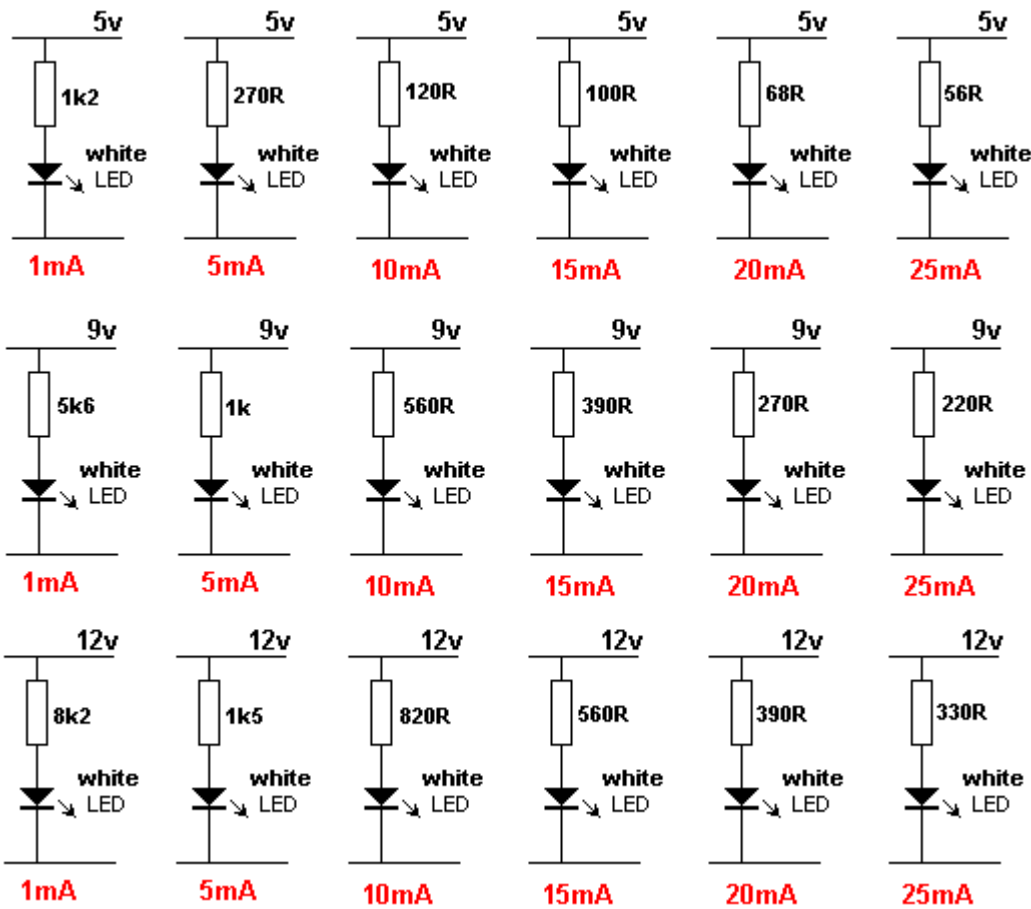 5v 5v 5v 5v 5v 5v
1k2 270R 120R 100R 68R 56R
white white white white white white
LED LED LED LED LED LED
1mA 5mA 10mA 15mA 20mA 25mA
9v 9v 9v 9v 9v 9v
5k6 1k 560R 390R 270R 220R
white white white white white white
LED LED LED LED LED LED
1mA 5mA 10mA 15mA 20mA 25mA
12v 12v 12v 12v 12v 12v
8k2 1k5 820R 560R 390R 330R
white white white white white white
LED LED LED LED LED LED
1mA 5mA 10mA 15mA 20mA 25mA